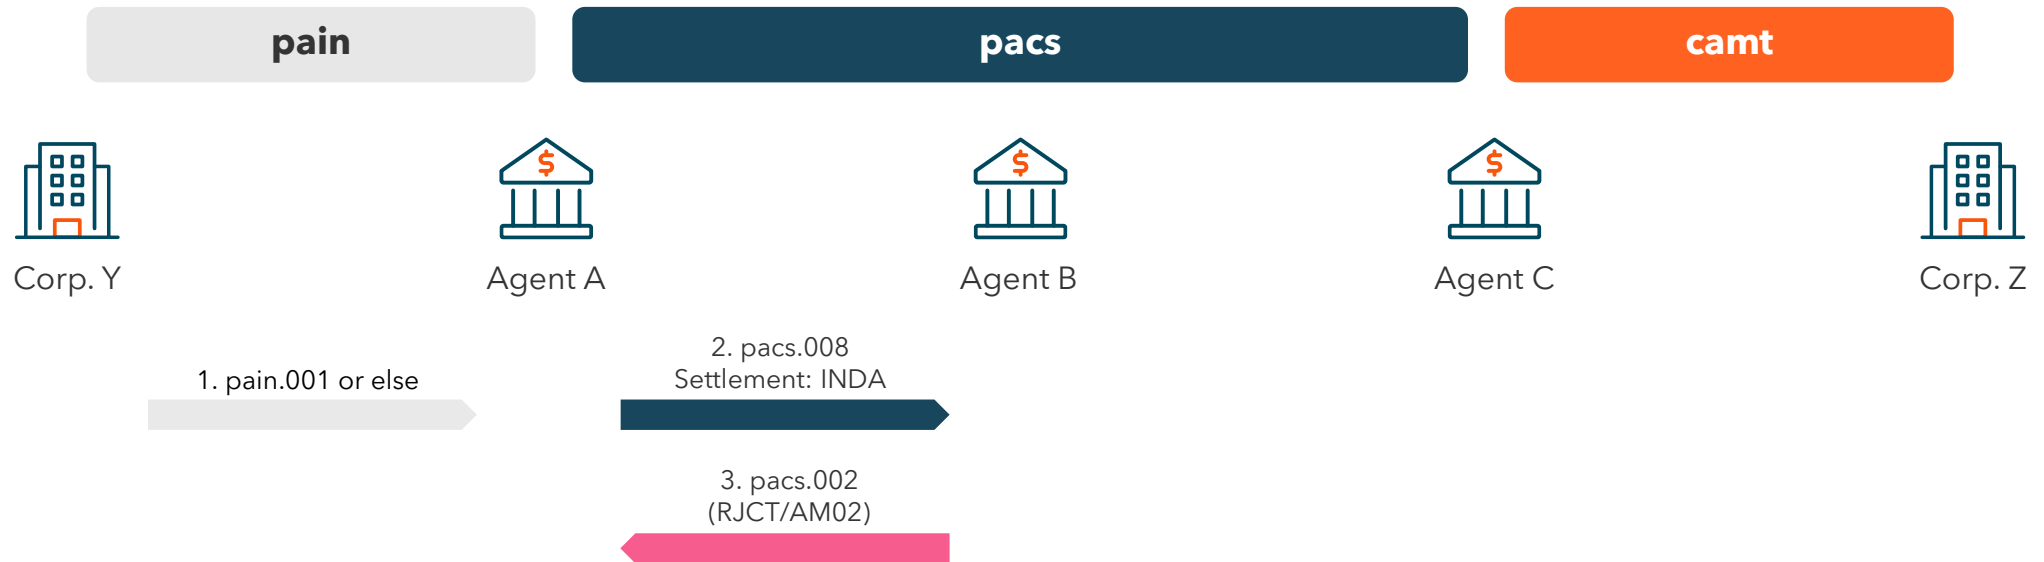 pain
pacs
camt
$
$
$
Corp. Y
Agent A
Agent B
Agent C
Corp. Z
2. pacs.008
1. pain.001 or else
Settlement: INDA
3. pacs.002
(RJCT/AM02)